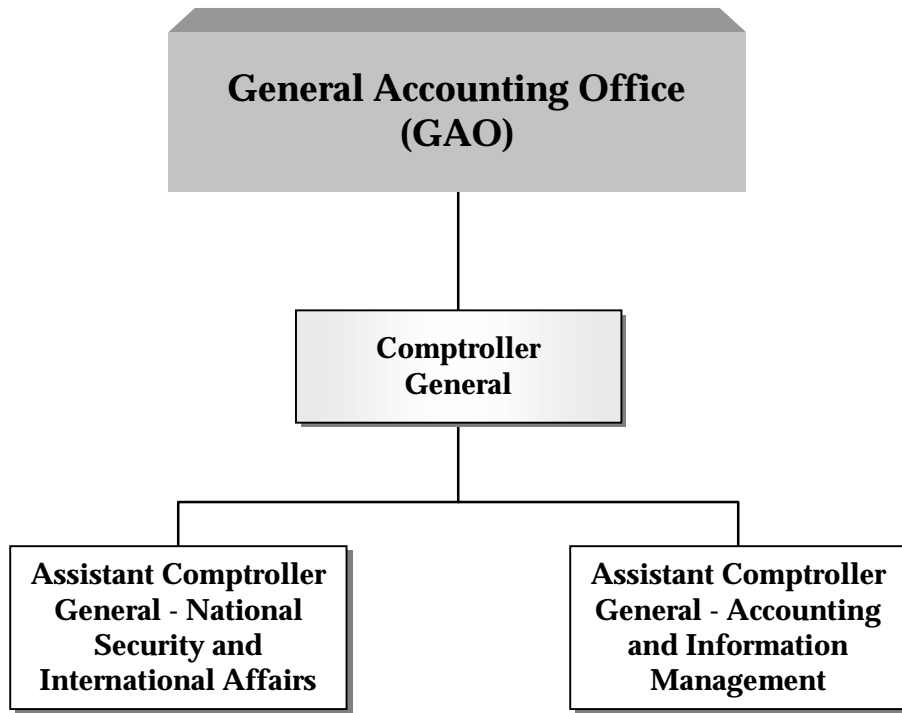 General Accounting Office
(GAO)
Comptroller
General
Assistant Comptroller
General - National
Security and
International Affairs
Assistant Comptroller
General - Accounting
and Information
Management